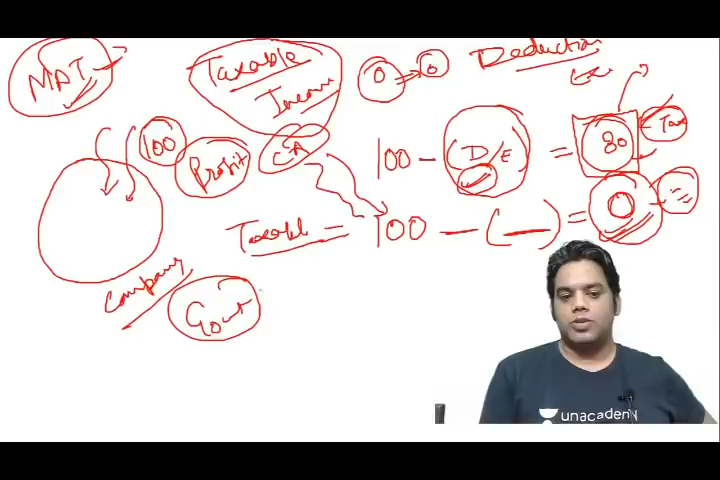 MAT
Taxable
Income
0 → 0
Deduction
100
Profit
CA
100 - (D/E) = 80
Tax
Taxable = 100 - (—) = 0
Company
Govt
unacademy